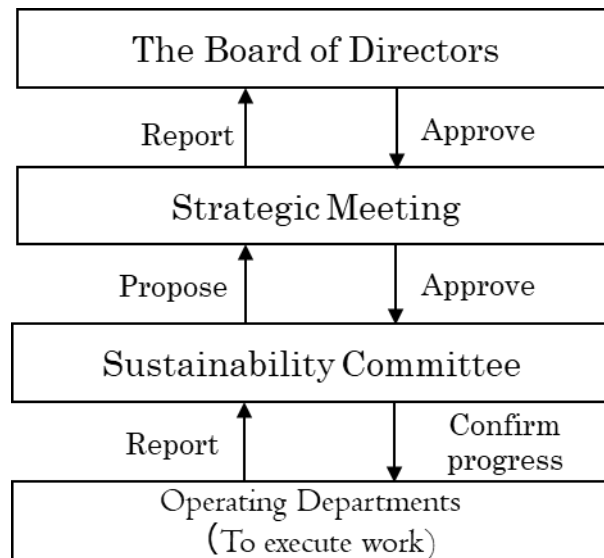 The Board of Directors
Report
Approve
Strategic Meeting
Propose
Approve
Sustainability Committee
Report
Confirm
progress
Operating Departments
(To execute work)